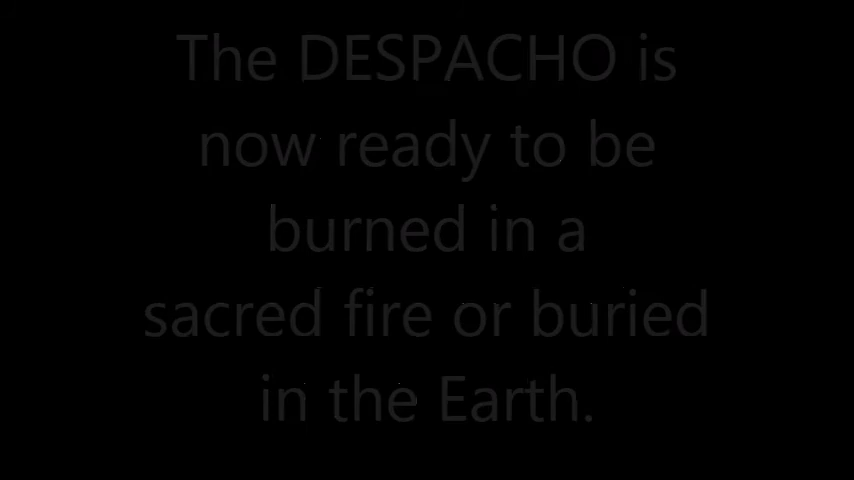 The DESPACHO is
now ready to be
burned in a
sacred fire or buried
in the Earth.